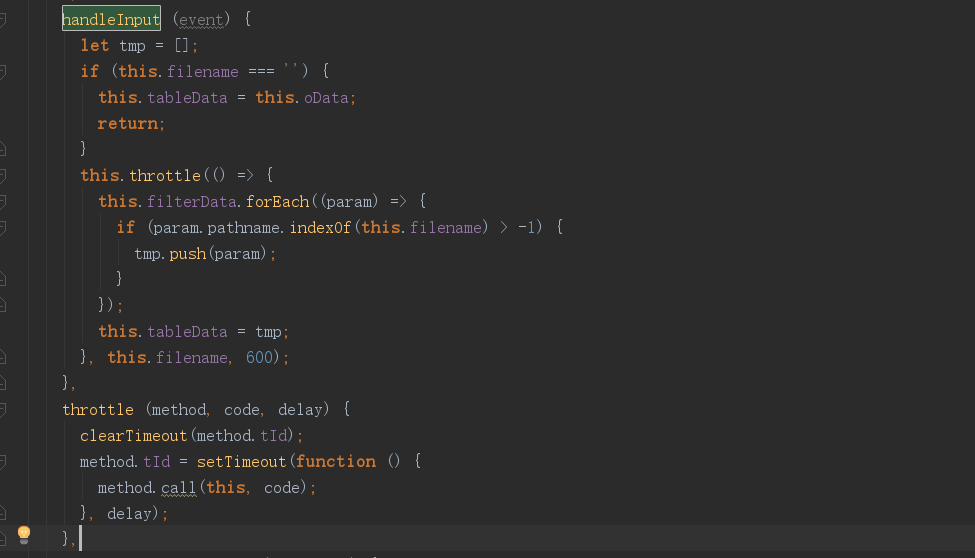 handleInput (event) {
let tmp = [];
if (this.filename === '') {
this.tableData = this.oData;
return;
}
this.throttle(() => {
this.filterData.forEach((param) => {
if (param.pathname.indexOf(this.filename) > -1) {
tmp.push(param);
}
});
this.tableData = tmp;
}, this.filename, 600);
},
throttle (method, code, delay) {
clearTimeout(method.tId);
method.tId = setTimeout(function () {
method.call(this, code);
}, delay);
},